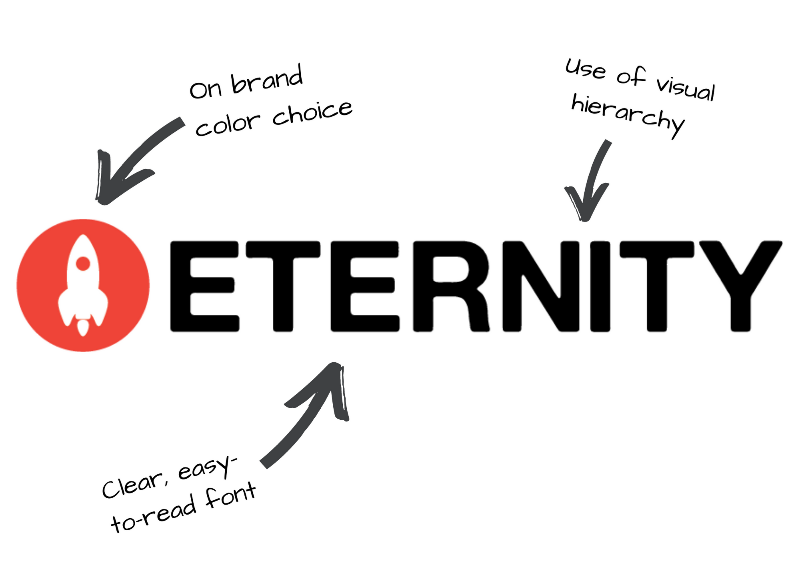 On brand
color choice
Use of visual
hierarchy
ETERNITY
Clear, easy-
to-read font